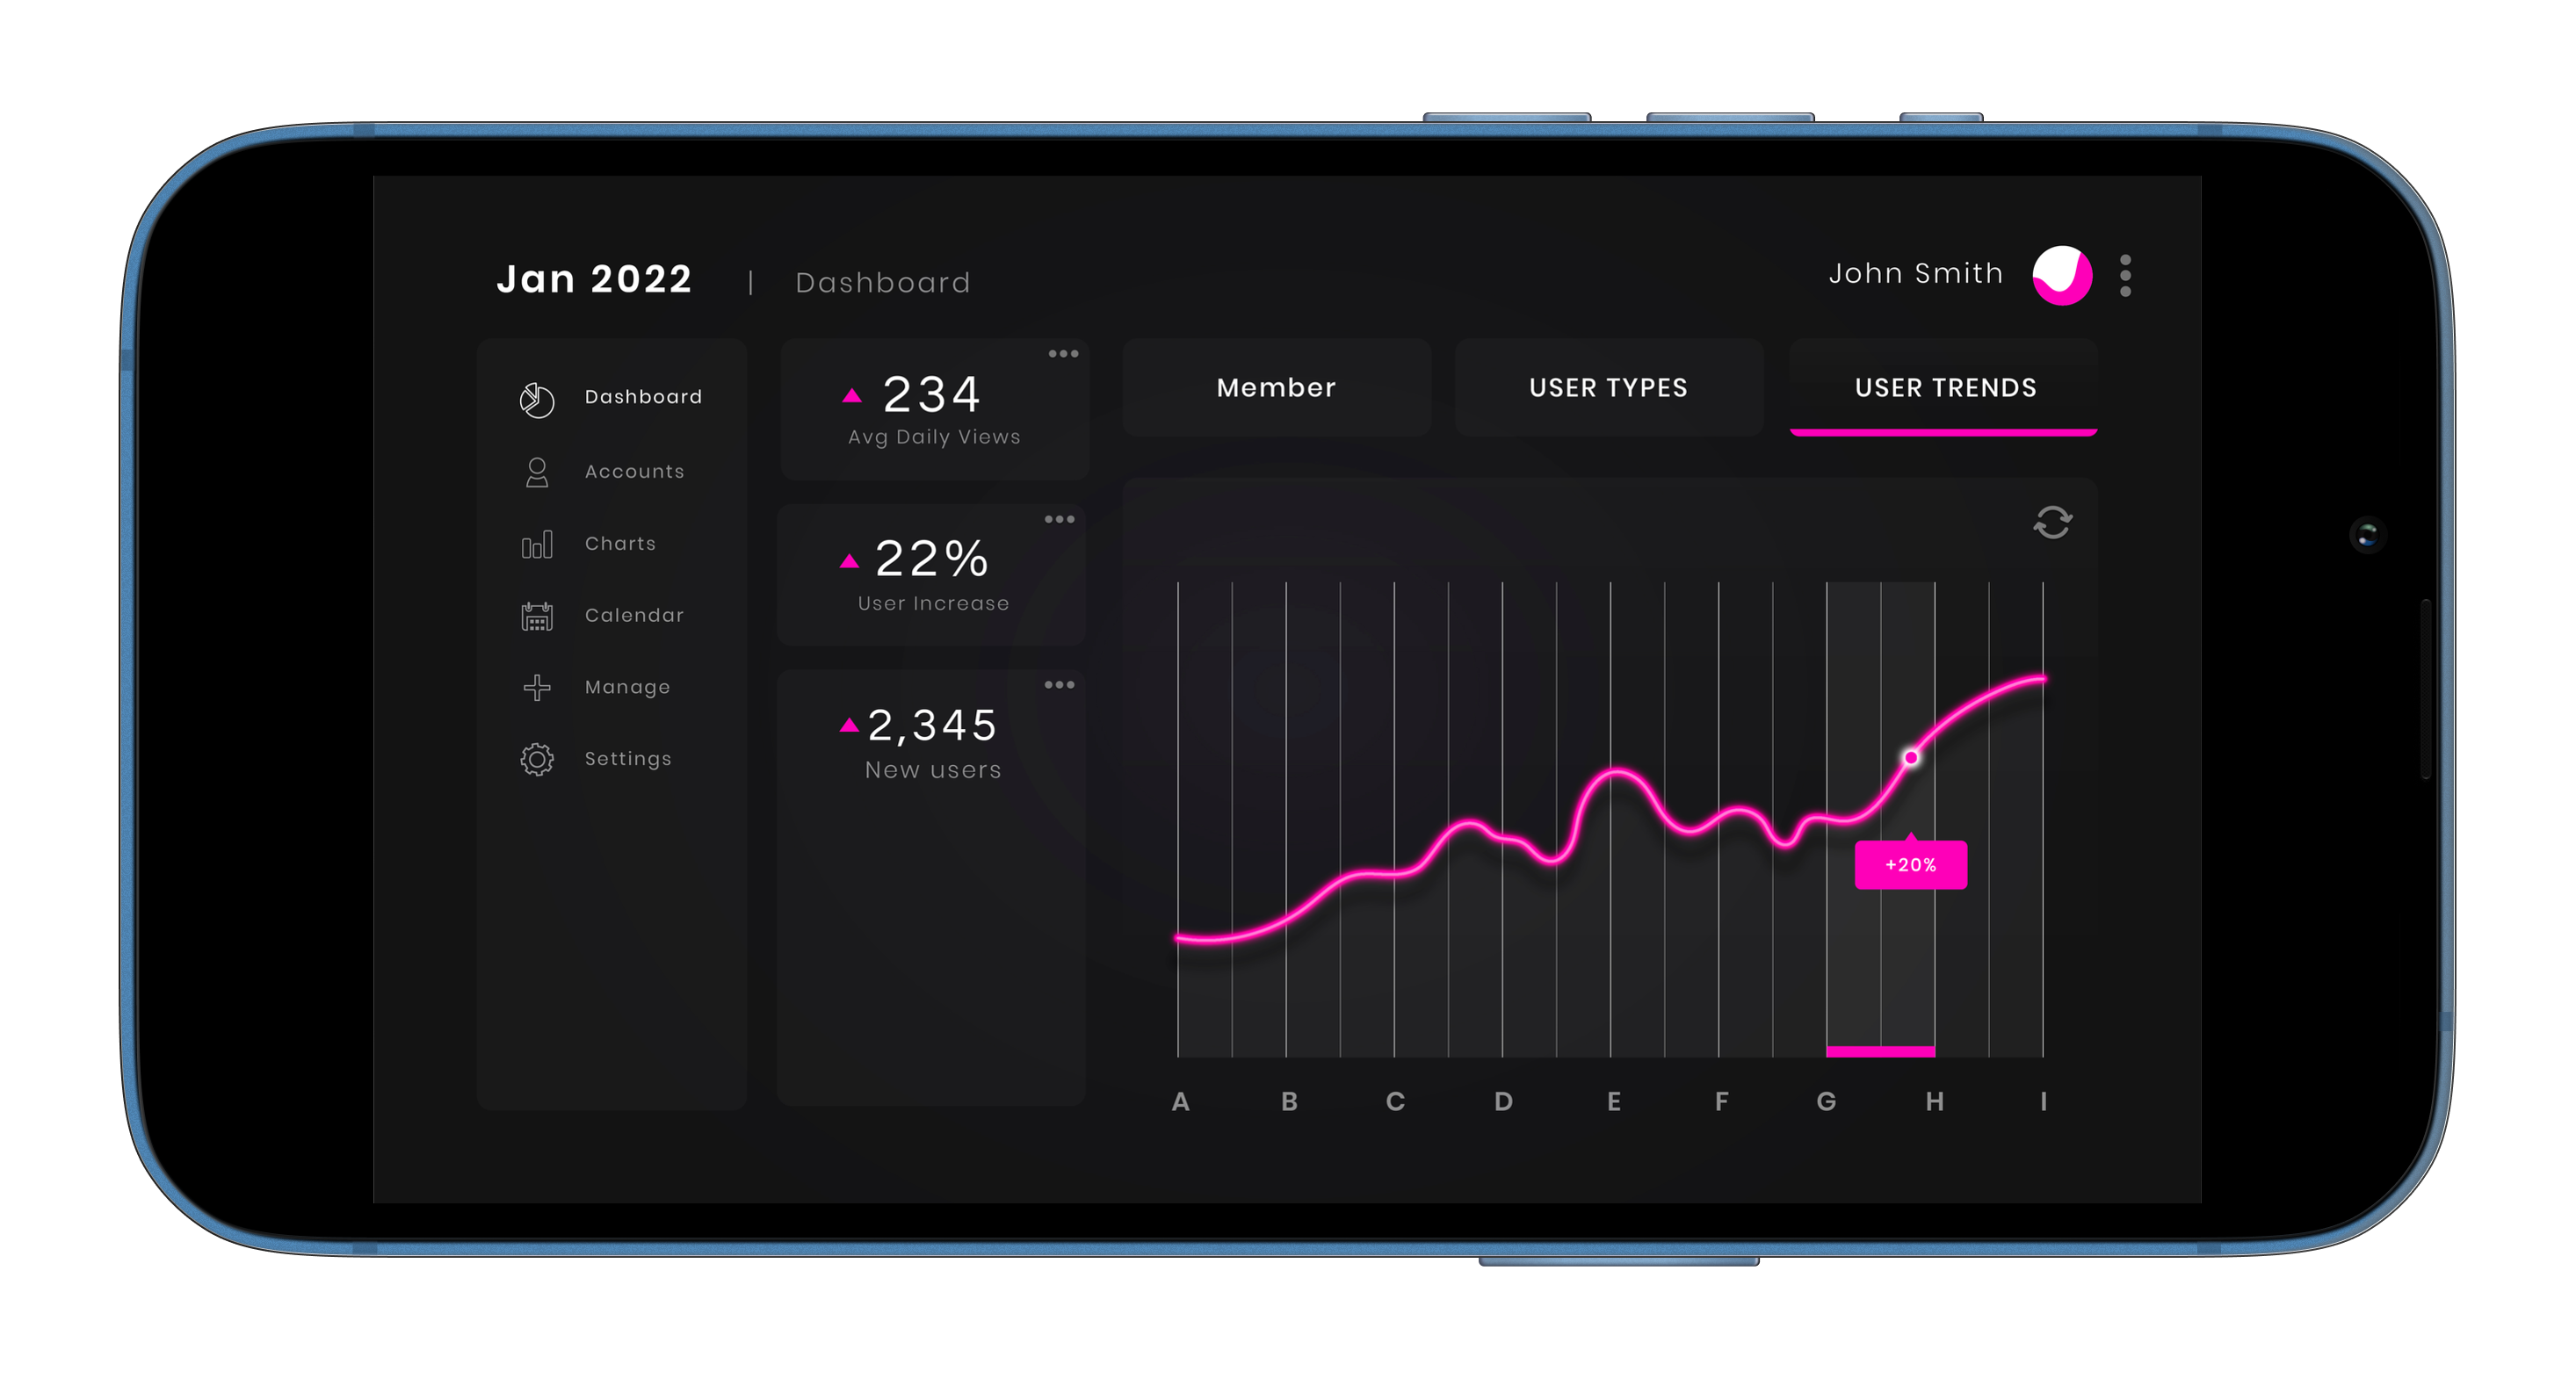 Jan 2022 | Dashboard
John Smith
Dashboard
Accounts
Charts
Calendar
Manage
Settings
234
Avg Daily Views
22%
User Increase
2,345
New users
Member
USER TYPES
USER TRENDS
+20%
A B C D E F G H I